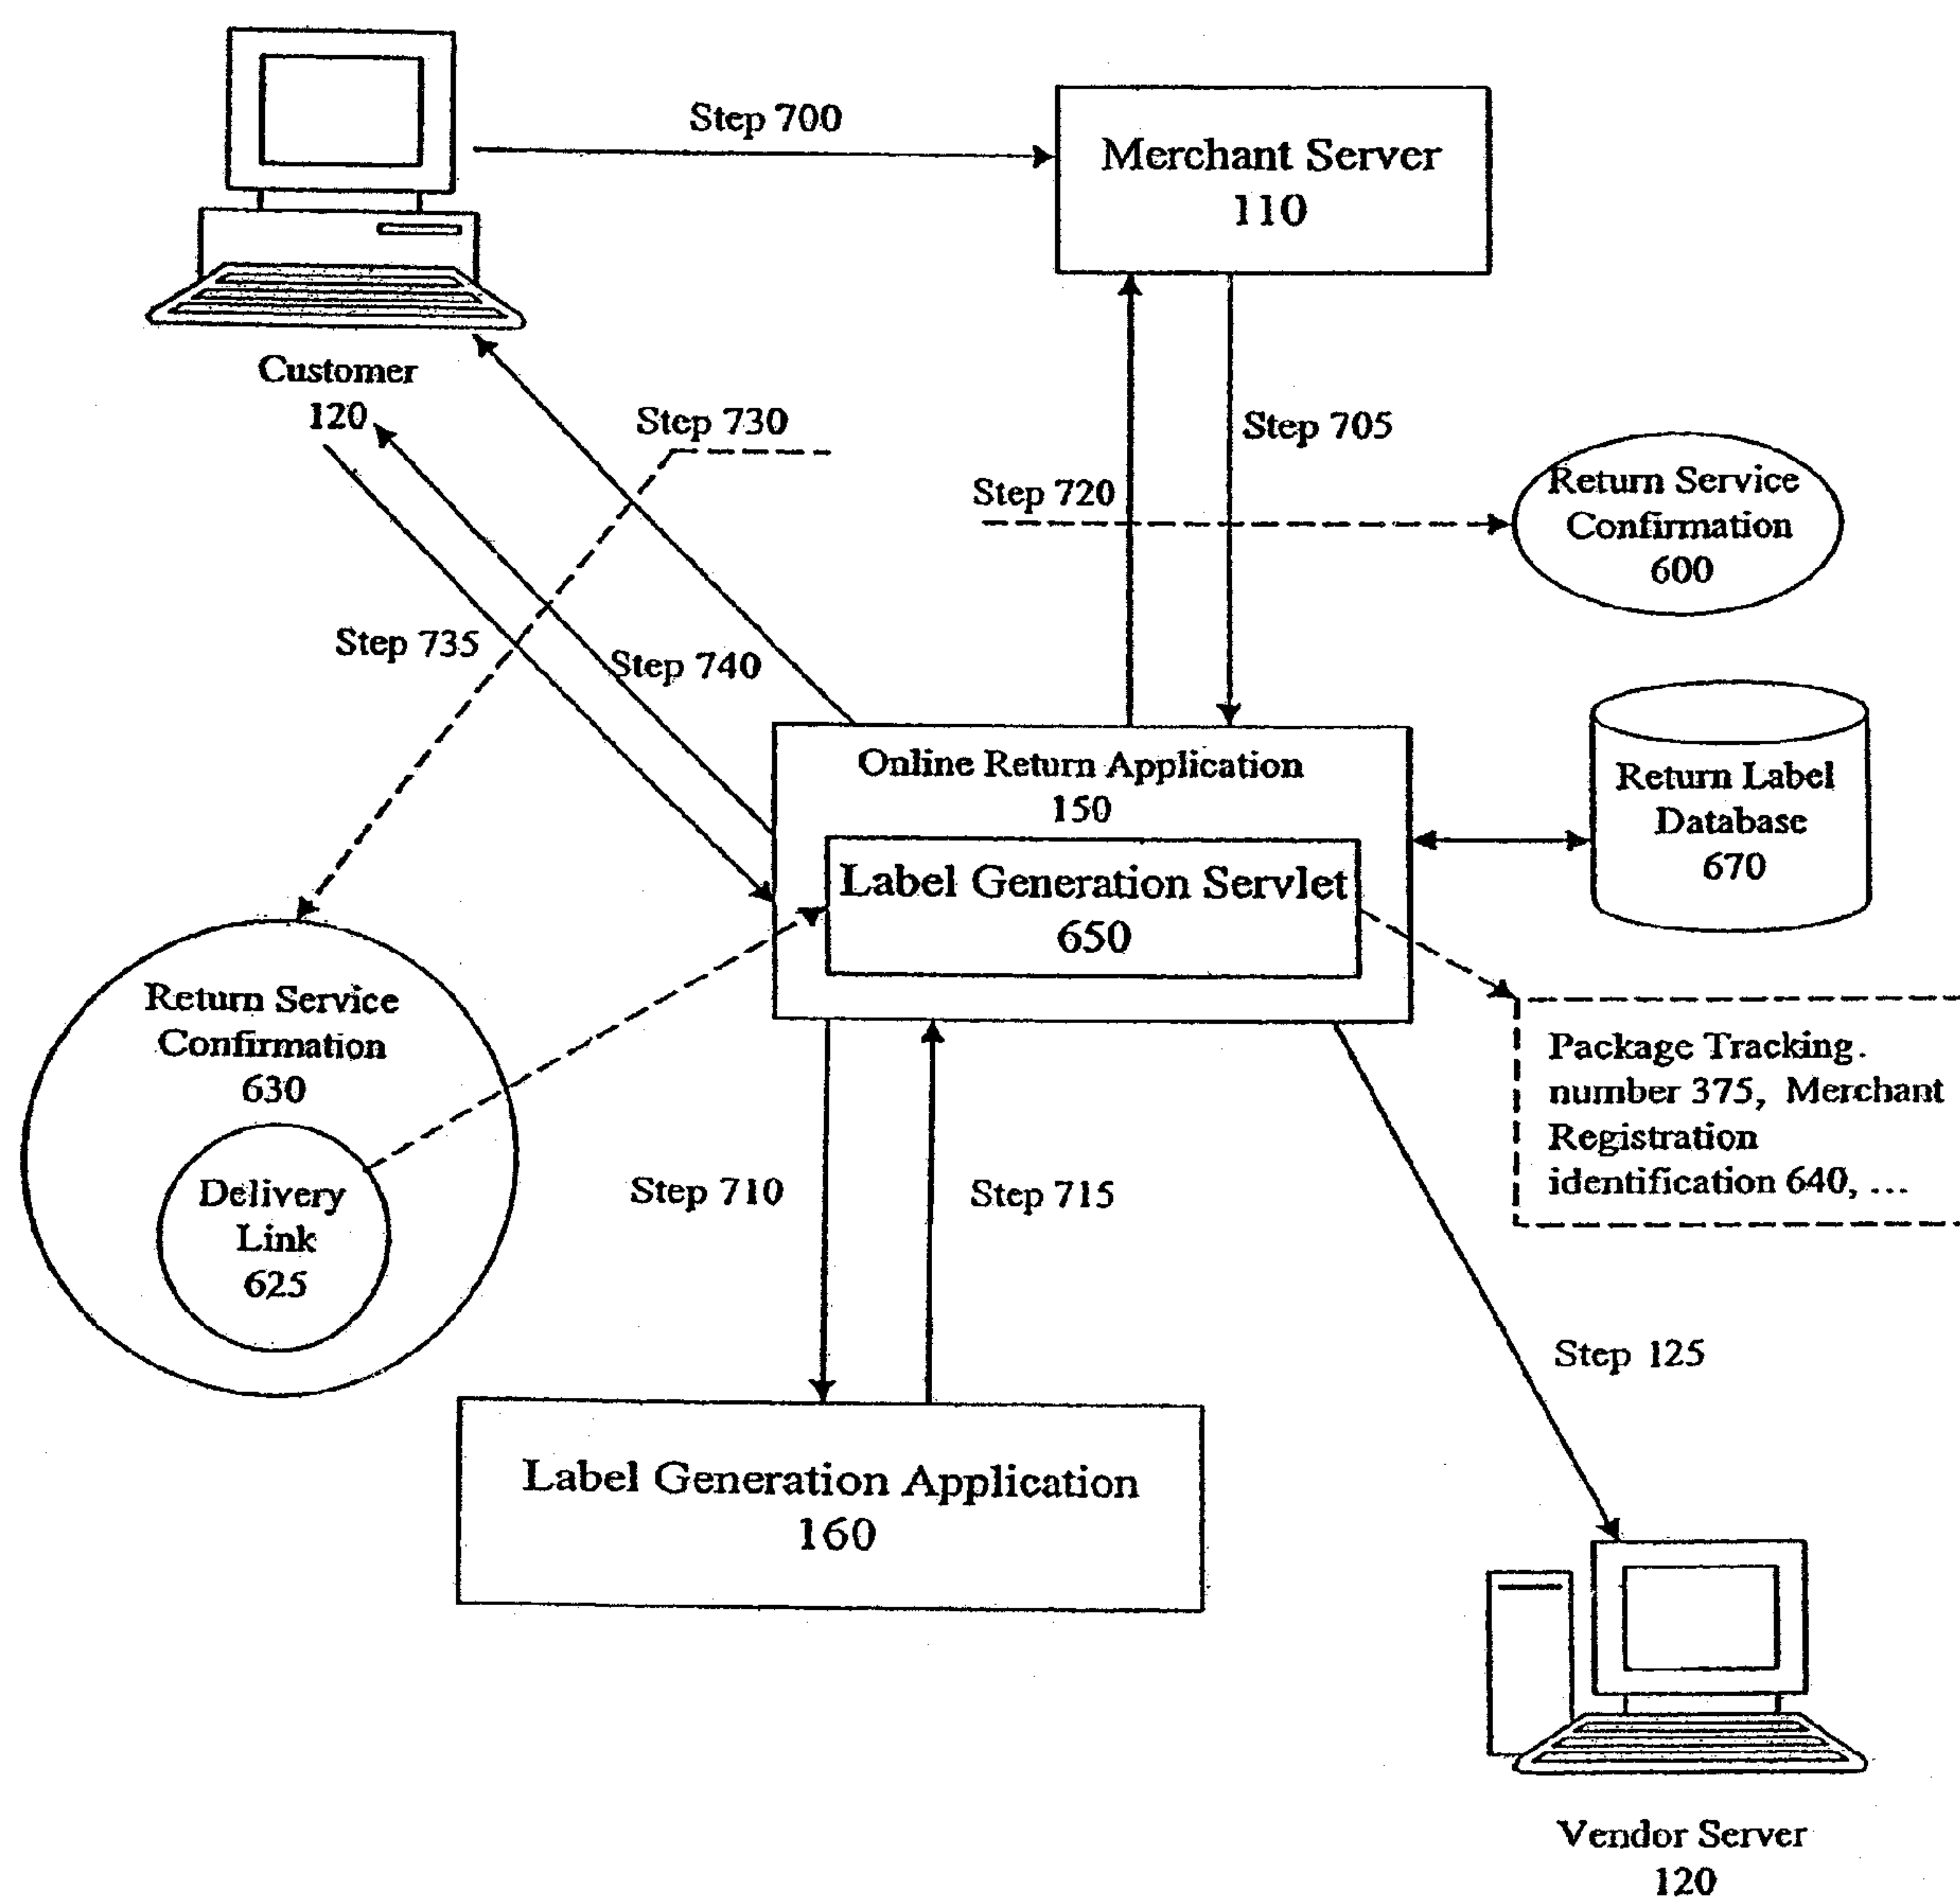 Step 700
Merchant Server
110
Customer
120
Step 730
Step 705
Step 720
Return Service
Confirmation
600
Step 735
Step 740
Online Return Application
150
Label Generation Servlet
650
Return Label
Database
670
Return Service
Confirmation
630
Delivery
Link
625
Package Tracking.
number 375, Merchant
Registration
identification 640, ...
Step 710
Step 715
Step 125
Label Generation Application
160
Vendor Server
120